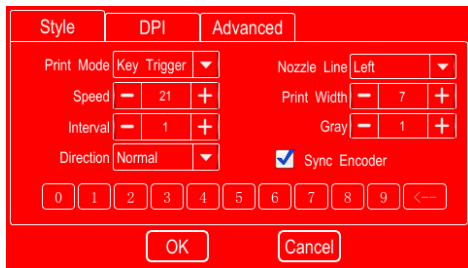 Style DPI Advanced
Print Mode Key Trigger Nozzle Line Left
Speed − 21 + Print Width − 7 +
Interval − 1 + Gray − 1 +
Direction Normal Sync Encoder
0 1 2 3 4 5 6 7 8 9 <--
OK Cancel